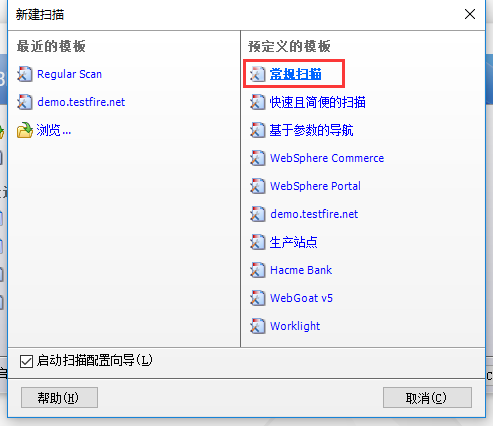 新建扫描
最近的模板
Regular Scan
demo.testfire.net
浏览...
预定义的模板
常规扫描
快速且简便的扫描
基于参数的导航
WebSphere Commerce
WebSphere Portal
demo.testfire.net
生产站点
Hacme Bank
WebGoat v5
Worklight
启动扫描配置向导(L)
帮助(H)
取消(C)